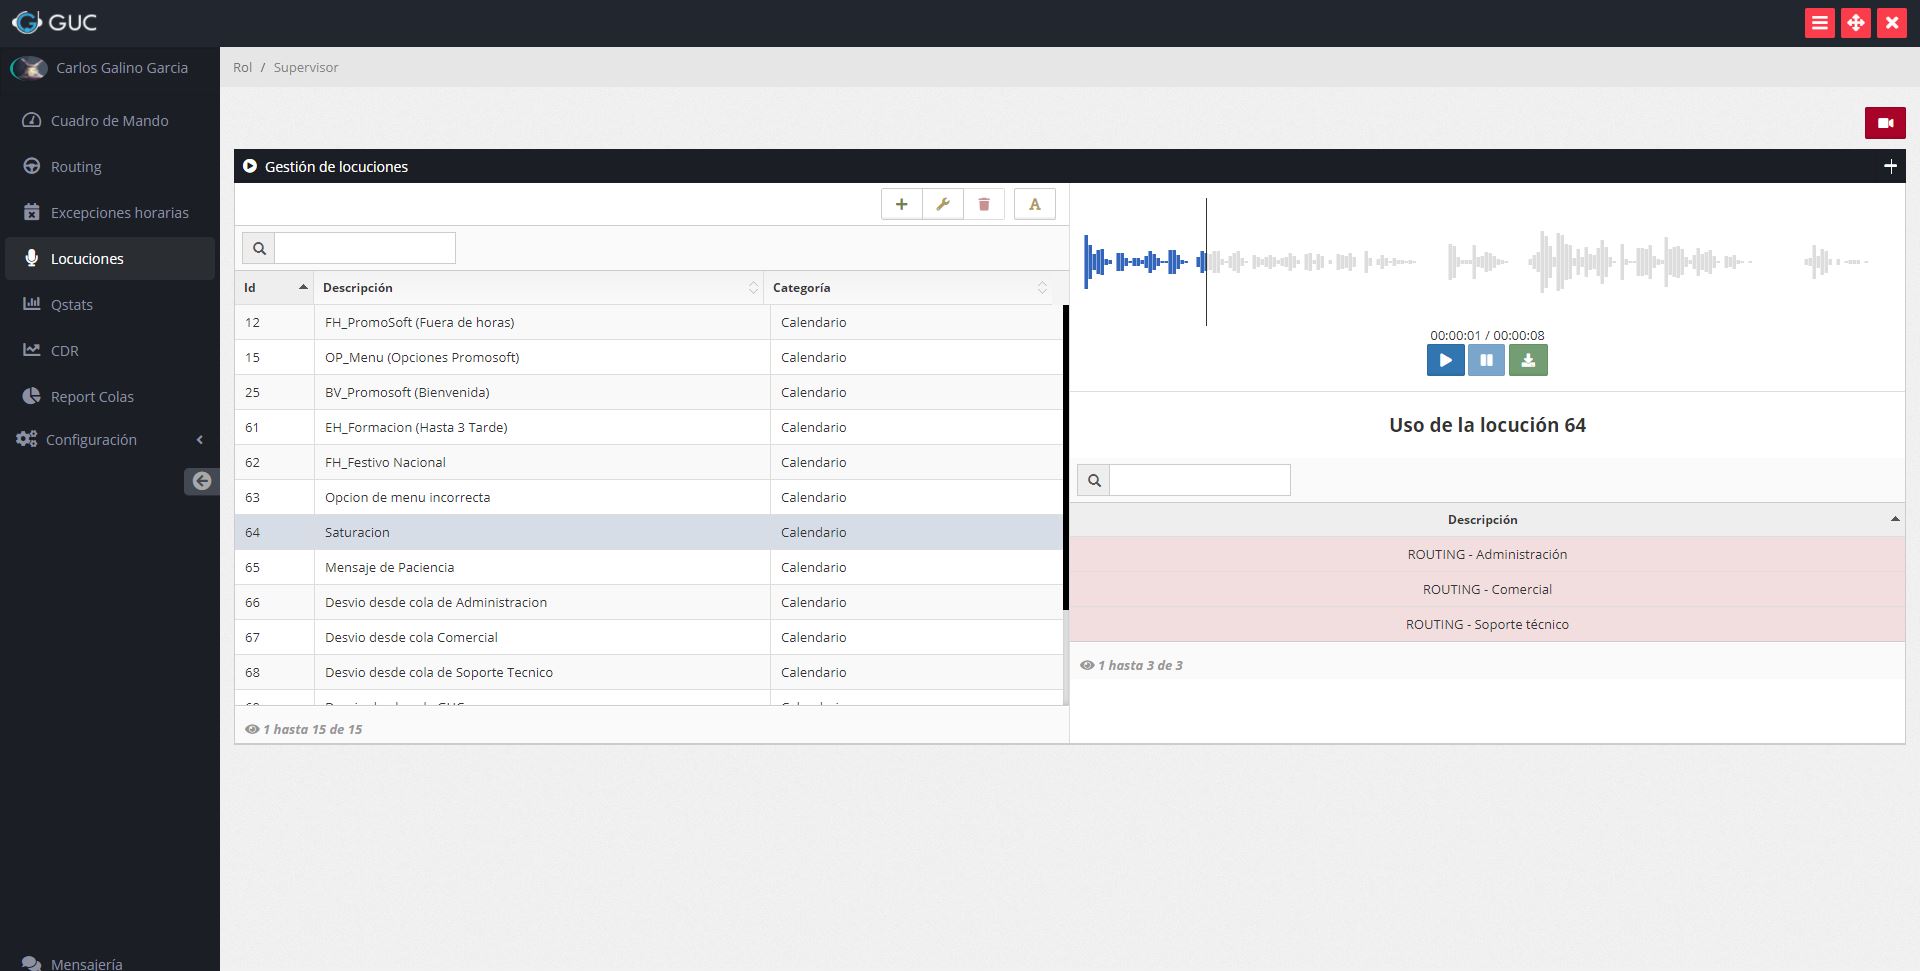 GUC
Carlos Galino Garcia
Rol / Supervisor
Cuadro de Mando
Routing
Excepciones horarias
Locuciones
Qstats
CDR
Report Colas
Configuración
Mensajería
Gestión de locuciones
A
Id Descripción Categoría
12 FH_PromoSoft (Fuera de horas) Calendario
15 OP_Menu (Opciones Promosoft) Calendario
25 BV_Promosoft (Bienvenida) Calendario
61 EH_Formacion (Hasta 3 Tarde) Calendario
62 FH_Festivo Nacional Calendario
63 Opcion de menu incorrecta Calendario
64 Saturacion Calendario
65 Mensaje de Paciencia Calendario
66 Desvio desde cola de Administracion Calendario
67 Desvio desde cola Comercial Calendario
68 Desvio desde cola de Soporte Tecnico Calendario
1 hasta 15 de 15
00:00:01 / 00:00:08
Uso de la locución 64
Descripción
ROUTING - Administración
ROUTING - Comercial
ROUTING - Soporte técnico
1 hasta 3 de 3